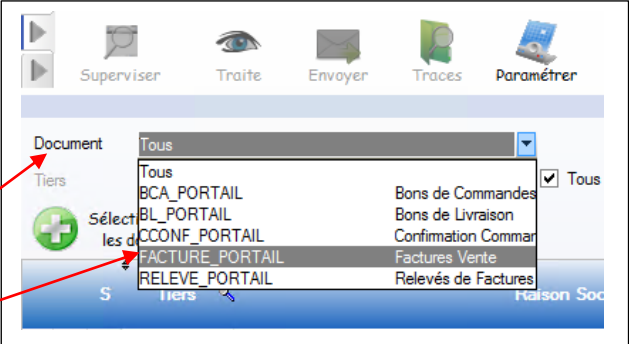 Superviser Traite Envoyer Traces Paramétrer
Document Tous
Tous
Tiers Tous
BCA_PORTAIL Bons de Commandes
BL_PORTAIL Bons de Livraison
Sélecti
CCONF_PORTAIL Confirmation Comman
les d
FACTURE_PORTAIL Factures Vente
RELEVE_PORTAIL Relevés de Factures
S Tiers Raison Soc